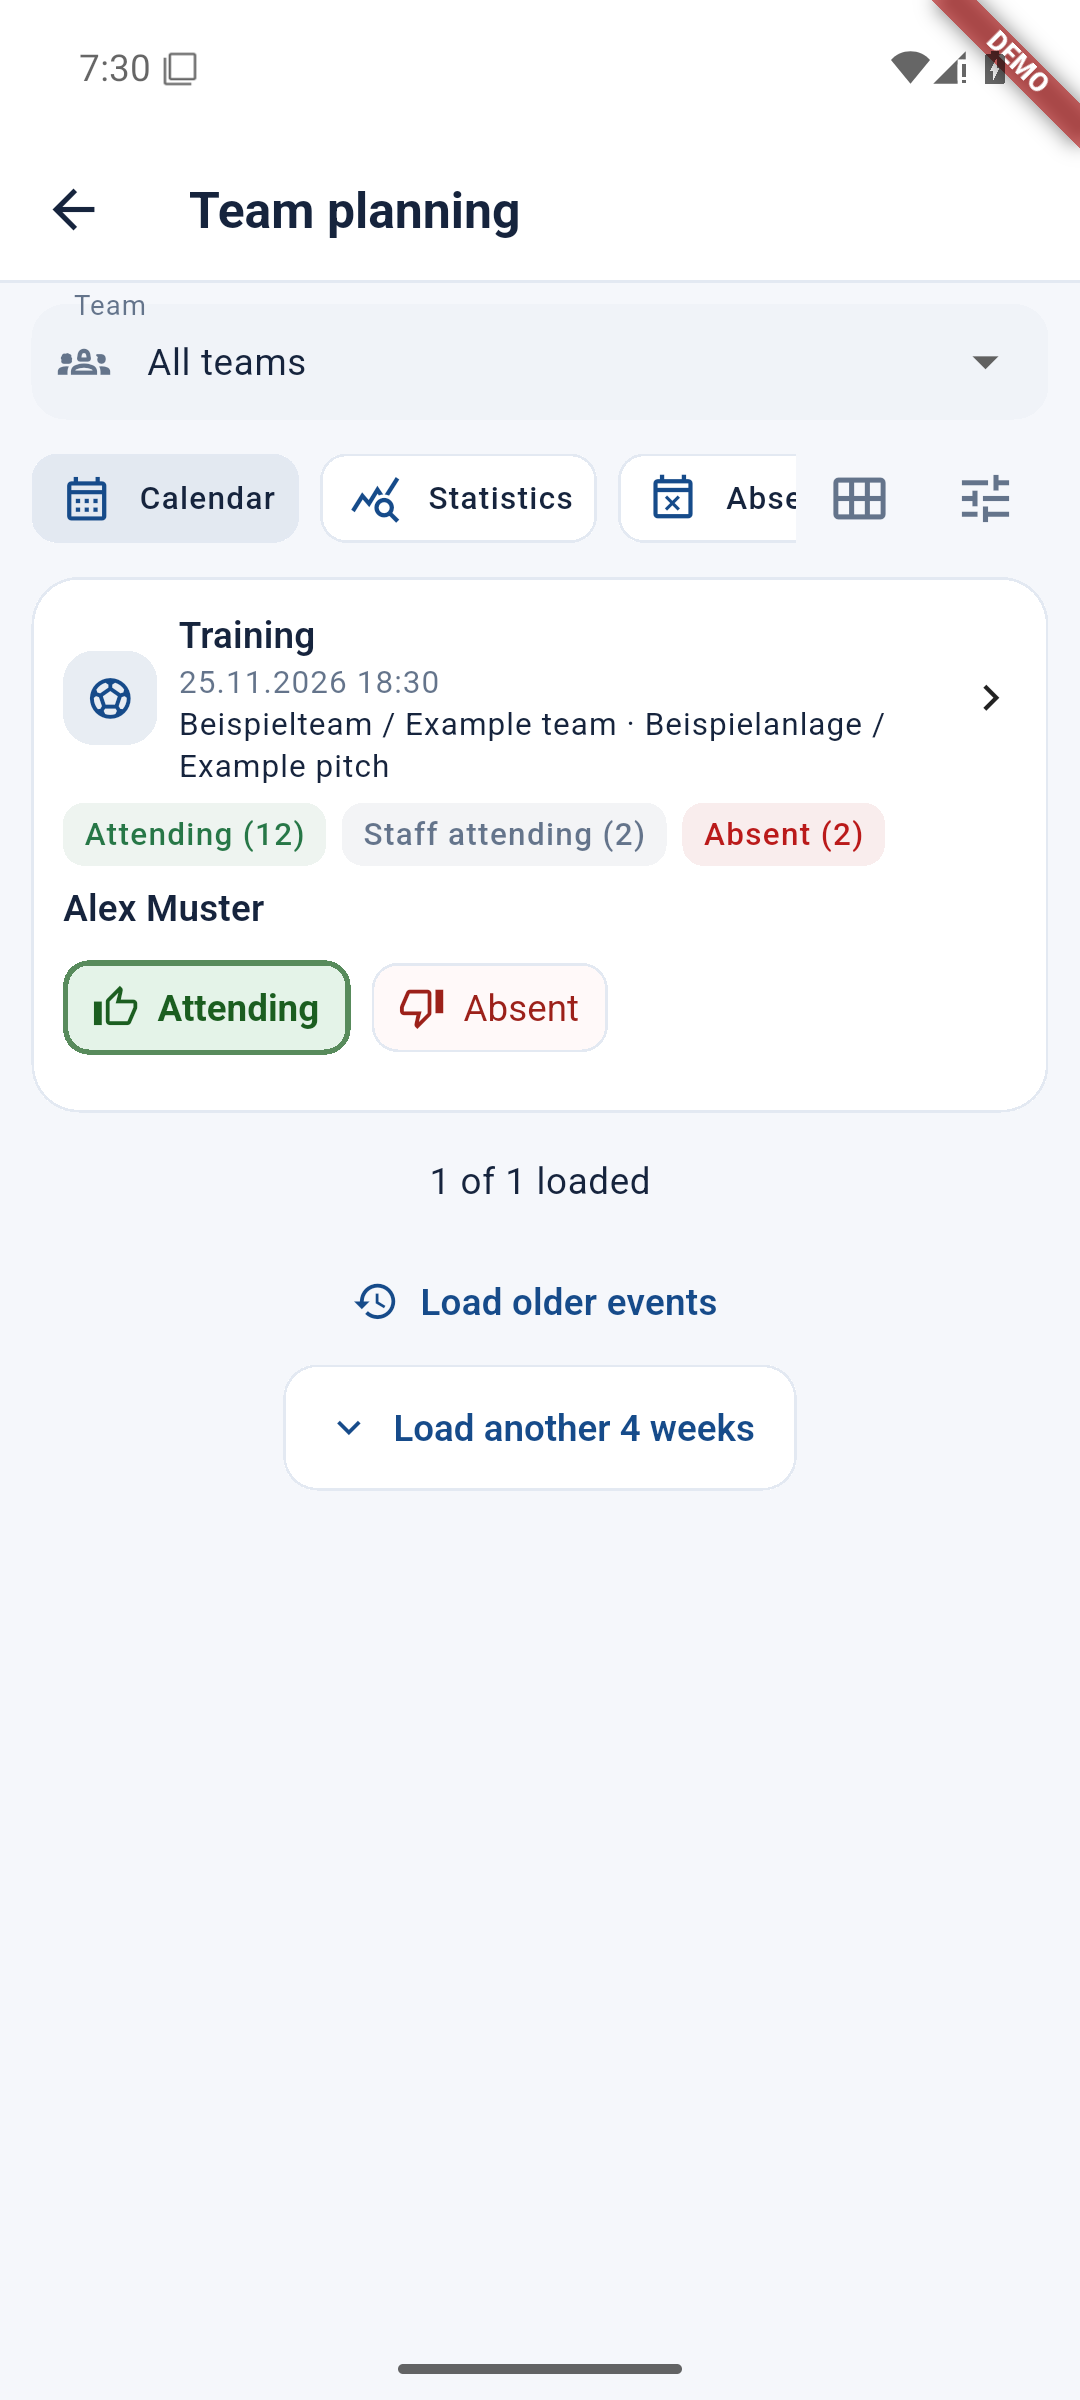 7:30
DEMO
Team planning
Team
All teams
Calendar
Statistics
Abse
Training
25.11.2026 18:30
Beispielteam / Example team · Beispielanlage /
Example pitch
Attending (12)
Staff attending (2)
Absent (2)
Alex Muster
Attending
Absent
1 of 1 loaded
Load older events
Load another 4 weeks